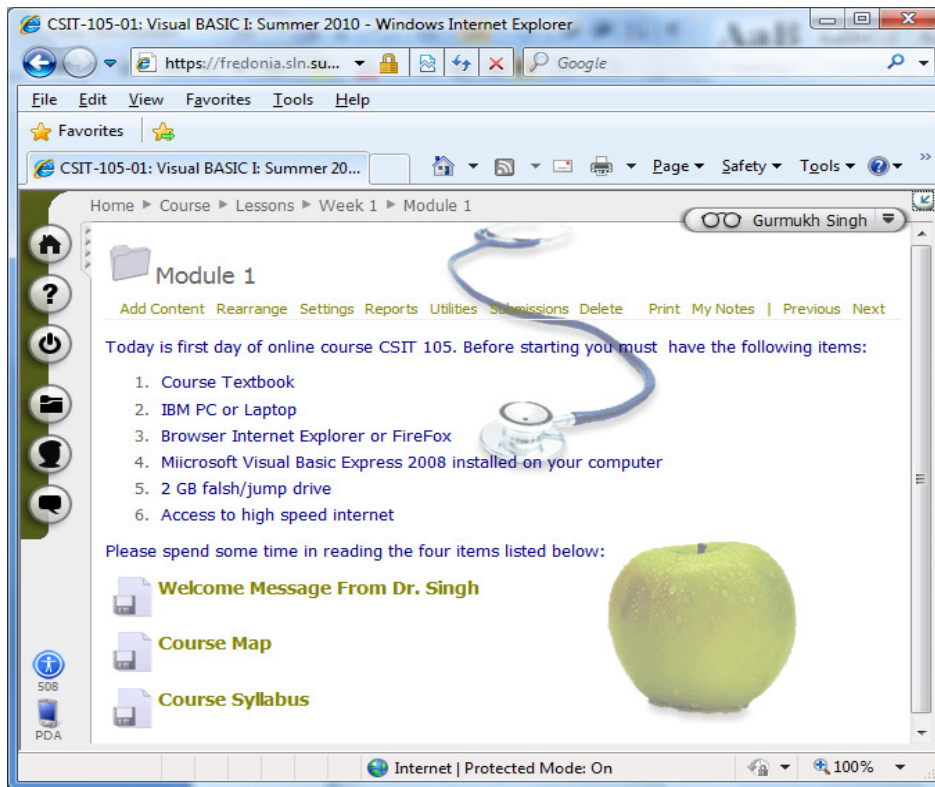 CSIT-105-01: Visual BASIC I: Summer 2010 - Windows Internet Explorer
https://fredonia.sln.su... Google
File Edit View Favorites Tools Help
Favorites
CSIT-105-01: Visual BASIC I: Summer 20... Page Safety Tools
Home Course Lessons Week 1 Module 1
Gurmukh Singh
Module 1
Add Content Rearrange Settings Reports Utilities Submissions Delete Print My Notes | Previous Next
Today is first day of online course CSIT 105. Before starting you must have the following items:
1. Course Textbook
2. IBM PC or Laptop
3. Browser Internet Explorer or FireFox
4. Miicrosoft Visual Basic Express 2008 installed on your computer
5. 2 GB falsh/jump drive
6. Access to high speed internet
Please spend some time in reading the four items listed below:
Welcome Message From Dr. Singh
Course Map
Course Syllabus
508
PDA
Internet | Protected Mode: On 100%